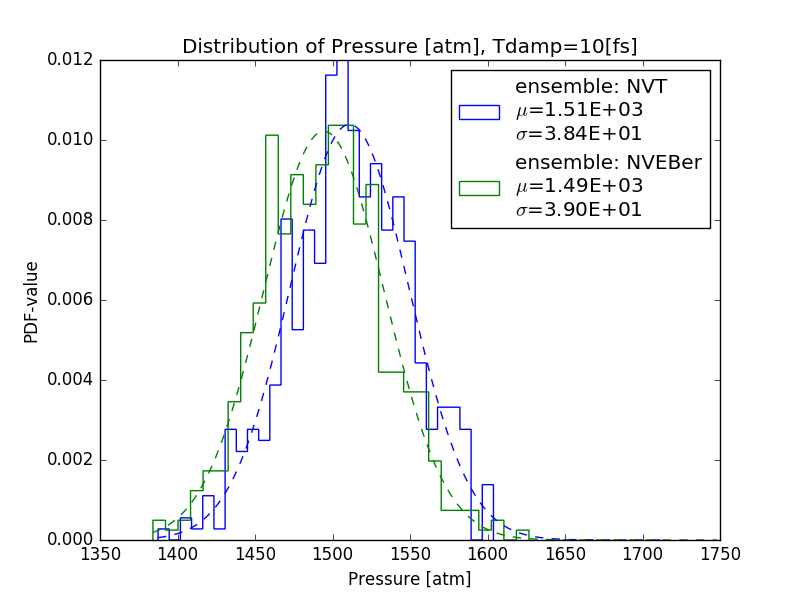 Distribution of Pressure [atm], Tdamp=10[fs]
0.012
0.010
0.008
0.006
0.004
0.002
0.000
PDF-value
ensemble: NVT
μ=1.51E+03
σ=3.84E+01
ensemble: NVEBer
μ=1.49E+03
σ=3.90E+01
1350 1400 1450 1500 1550 1600 1650 1700 1750
Pressure [atm]